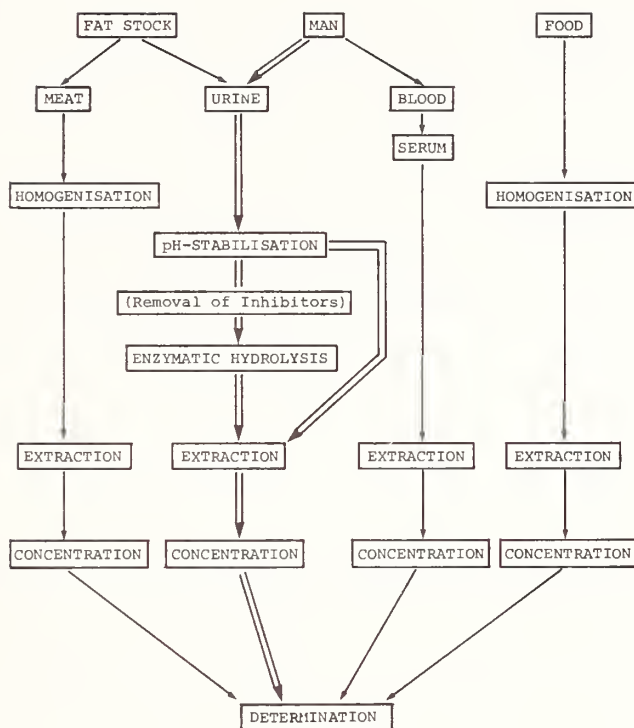 FAT STOCK
MAN
FOOD
MEAT
URINE
BLOOD
SERUM
HOMOGENISATION
HOMOGENISATION
pH-STABILISATION
(Removal of Inhibitors)
ENZYMATIC HYDROLYSIS
EXTRACTION
EXTRACTION
EXTRACTION
EXTRACTION
CONCENTRATION
CONCENTRATION
CONCENTRATION
CONCENTRATION
DETERMINATION